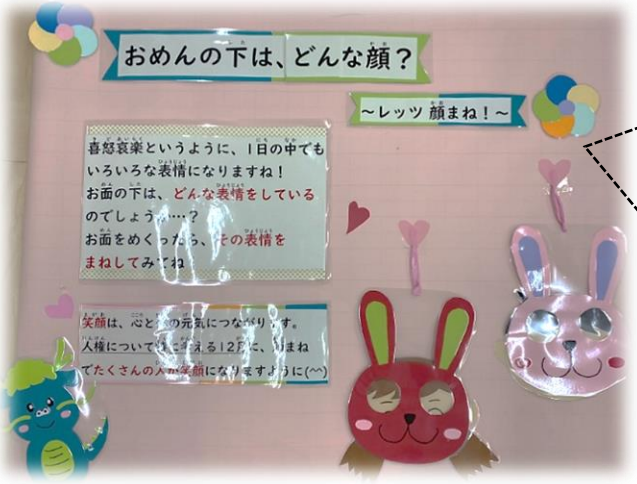 おめんの下は、どんな顔？
～レッツ 顔まね！～
喜怒哀楽というように、1日の中でも
いろいろな表情になりますね！
お面の下は、どんな表情をしている
のでしょう……？
お面をめくったら、その表情を
まねしてみてね
笑顔は、心と の元気につながります。
人権について に考える12月に、 まね
でたくさんの人が笑顔になりますように(^^)